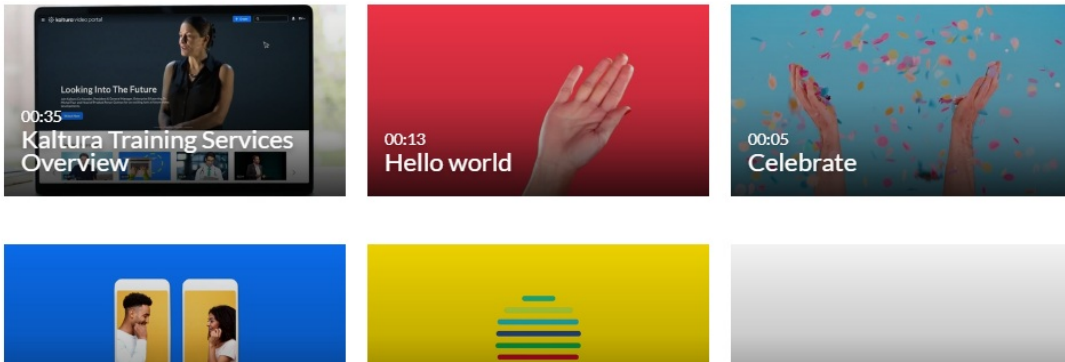 kaltura video portal
Looking Into The Future
00:35
Kaltura Training Services
Overview
00:13
Hello world
00:05
Celebrate